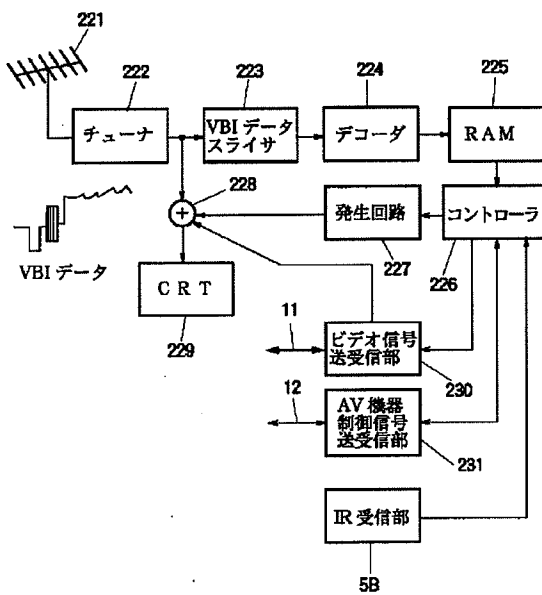 221
222
223
224
225
チューナ
VBI データ
スライサ
デコーダ
RAM
228
発生回路
コントローラ
227
226
VBI データ
CRT
229
11
ビデオ信号
送受信部
230
12
AV 機器
制御信号
送受信部
231
IR 受信部
5B